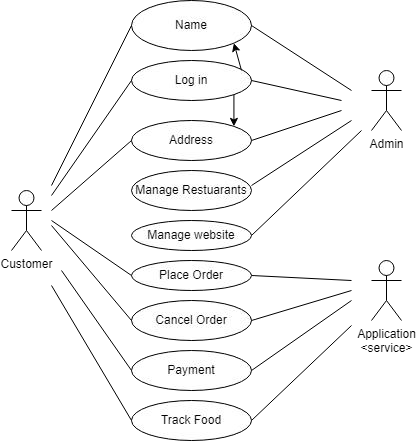 Name
Log in
Address
Admin
Manage Restuarants
Manage website
Customer
Place Order
Cancel Order
Application
<service>
Payment
Track Food